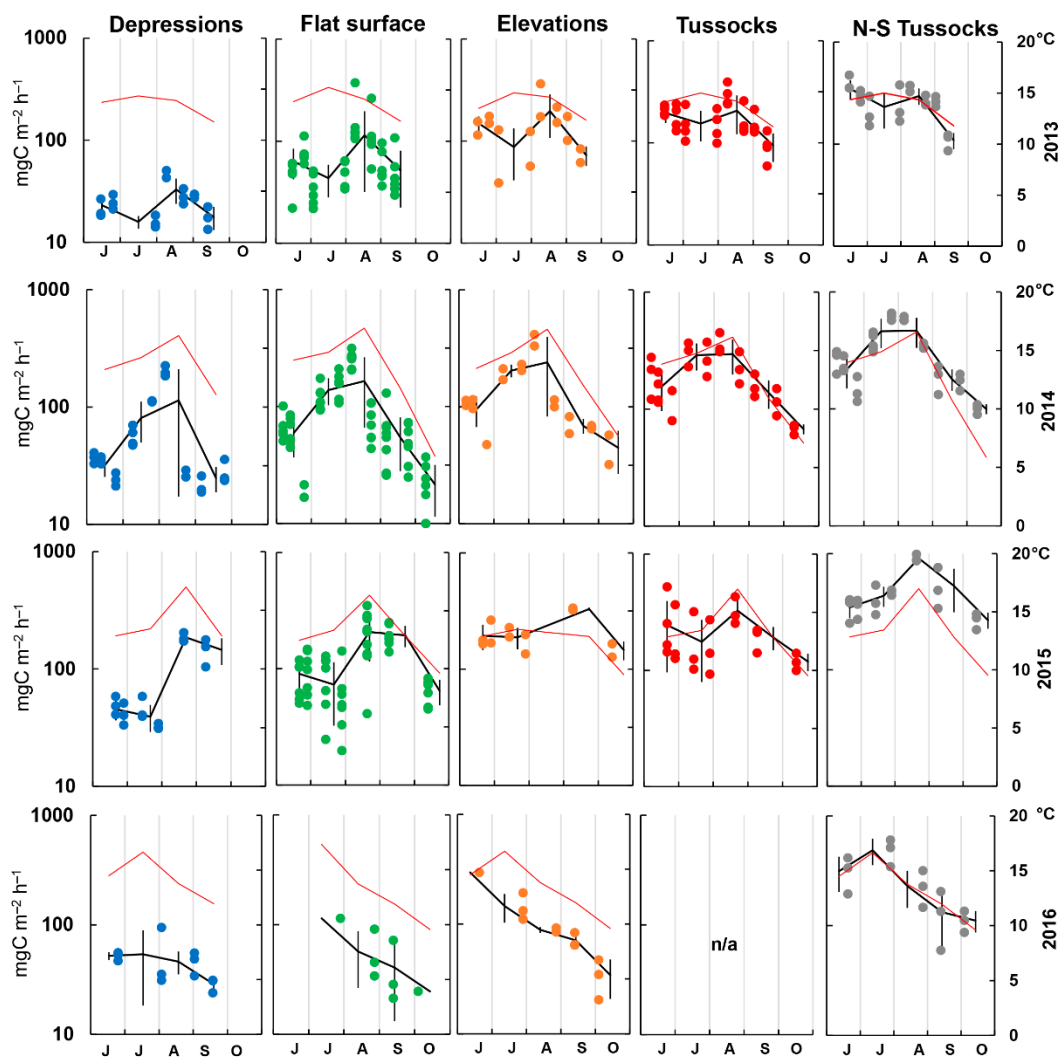 Depressions Flat surface Elevations Tussocks N-S Tussocks
1000 20°C
mgC m⁻² h⁻¹ 100 15 2013
10
10 5
0
J J A S O J J A S O J J A S O J J A S O J J A S O
1000 20°C
mgC m⁻² h⁻¹ 100 15 2014
10
10 5
0
1000 20°C
mgC m⁻² h⁻¹ 100 15 2015
10
10 5
0
1000 20 °C
mgC m⁻² h⁻¹ 100 n/a 15 2016
10
10 5
0
J J A S O J J A S O J J A S O J J A S O J J A S O